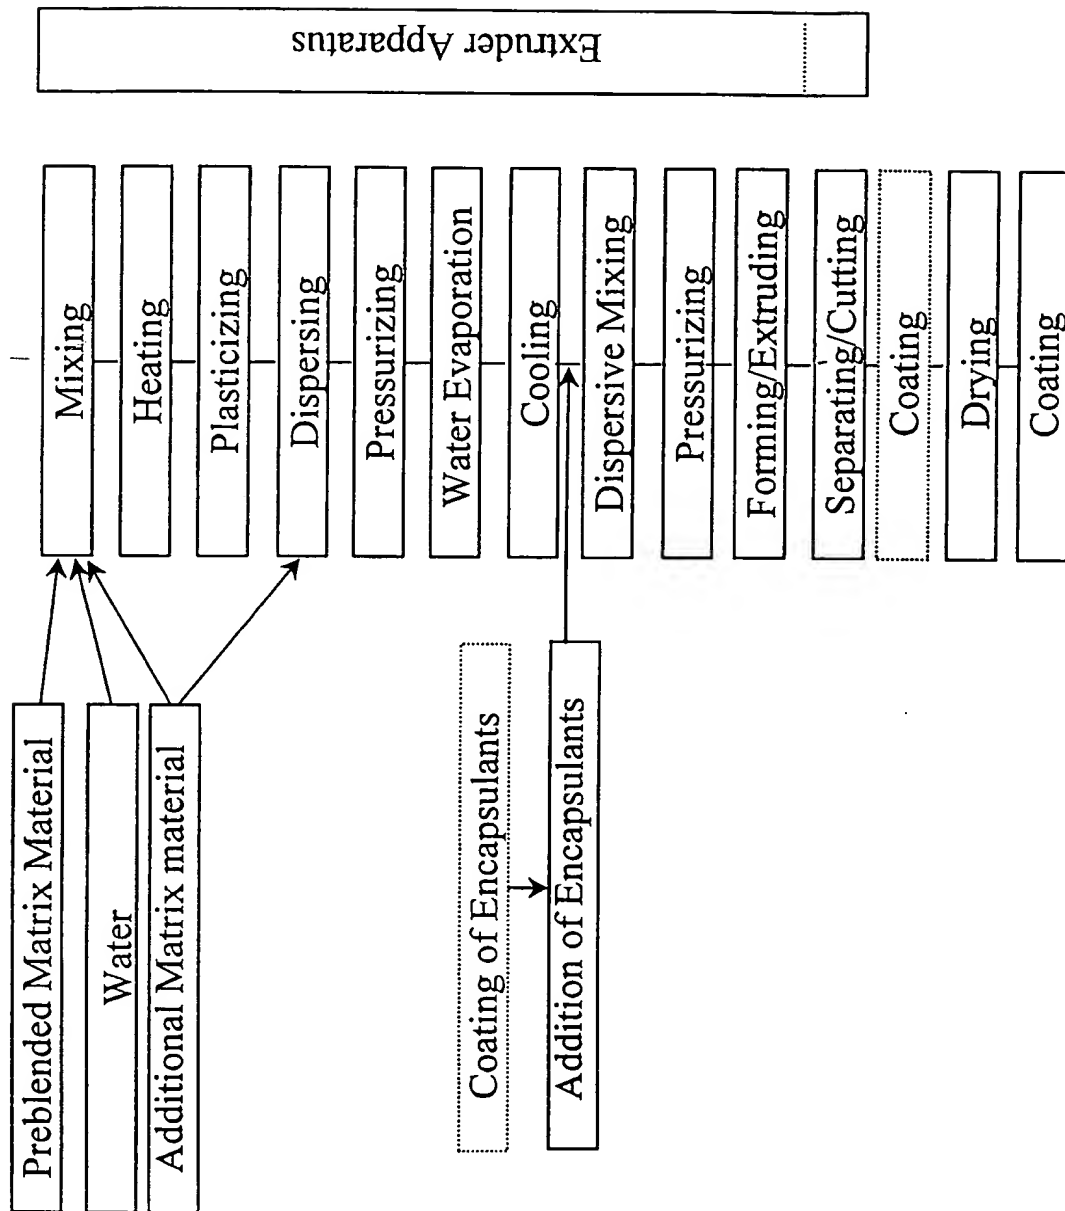 Preblended Matrix Material
Water
Additional Matrix material
Coating of Encapsulants
Addition of Encapsulants
Mixing
Heating
Plasticizing
Dispersing
Pressurizing
Water Evaporation
Cooling
Dispersive Mixing
Pressurizing
Forming/Extruding
Separating/Cutting
Coating
Drying
Coating
Extruder Apparatus